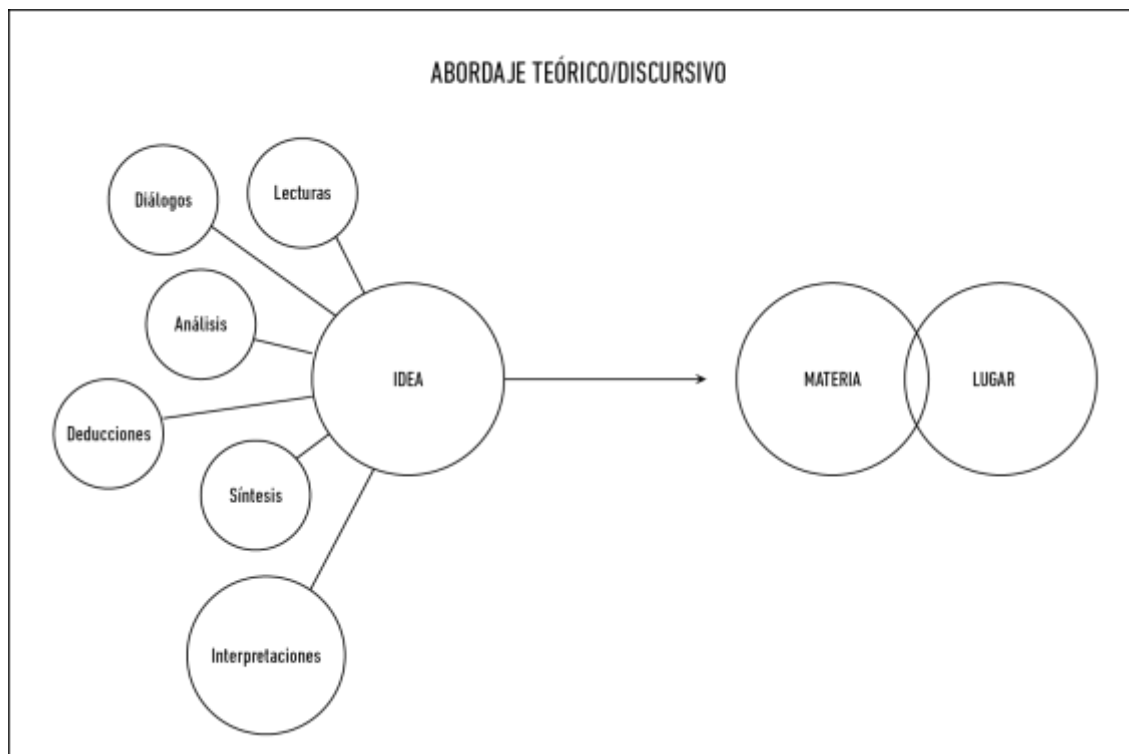 ABORDAJE TEÓRICO/DISCURSIVO
Diálogos
Lecturas
Análisis
IDEA
MATERIA
LUGAR
Deducciones
Síntesis
Interpretaciones